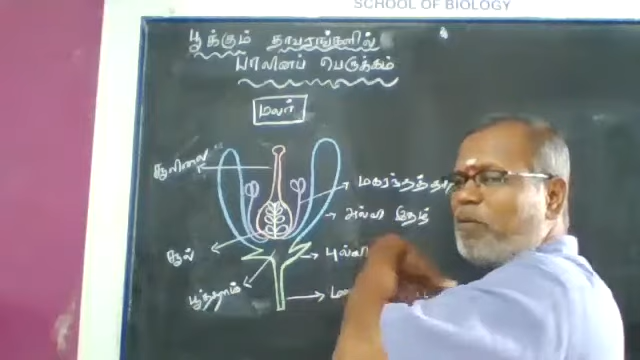 SCHOOL OF BIOLOGY
பூக்கும் தாவரங்களில்
பாலினப் பெருக்கம்
மலர்
சூலிலை
மகரந்தத்தாள்
அல்லி இதழ்
சூல்
பூத்தளம்